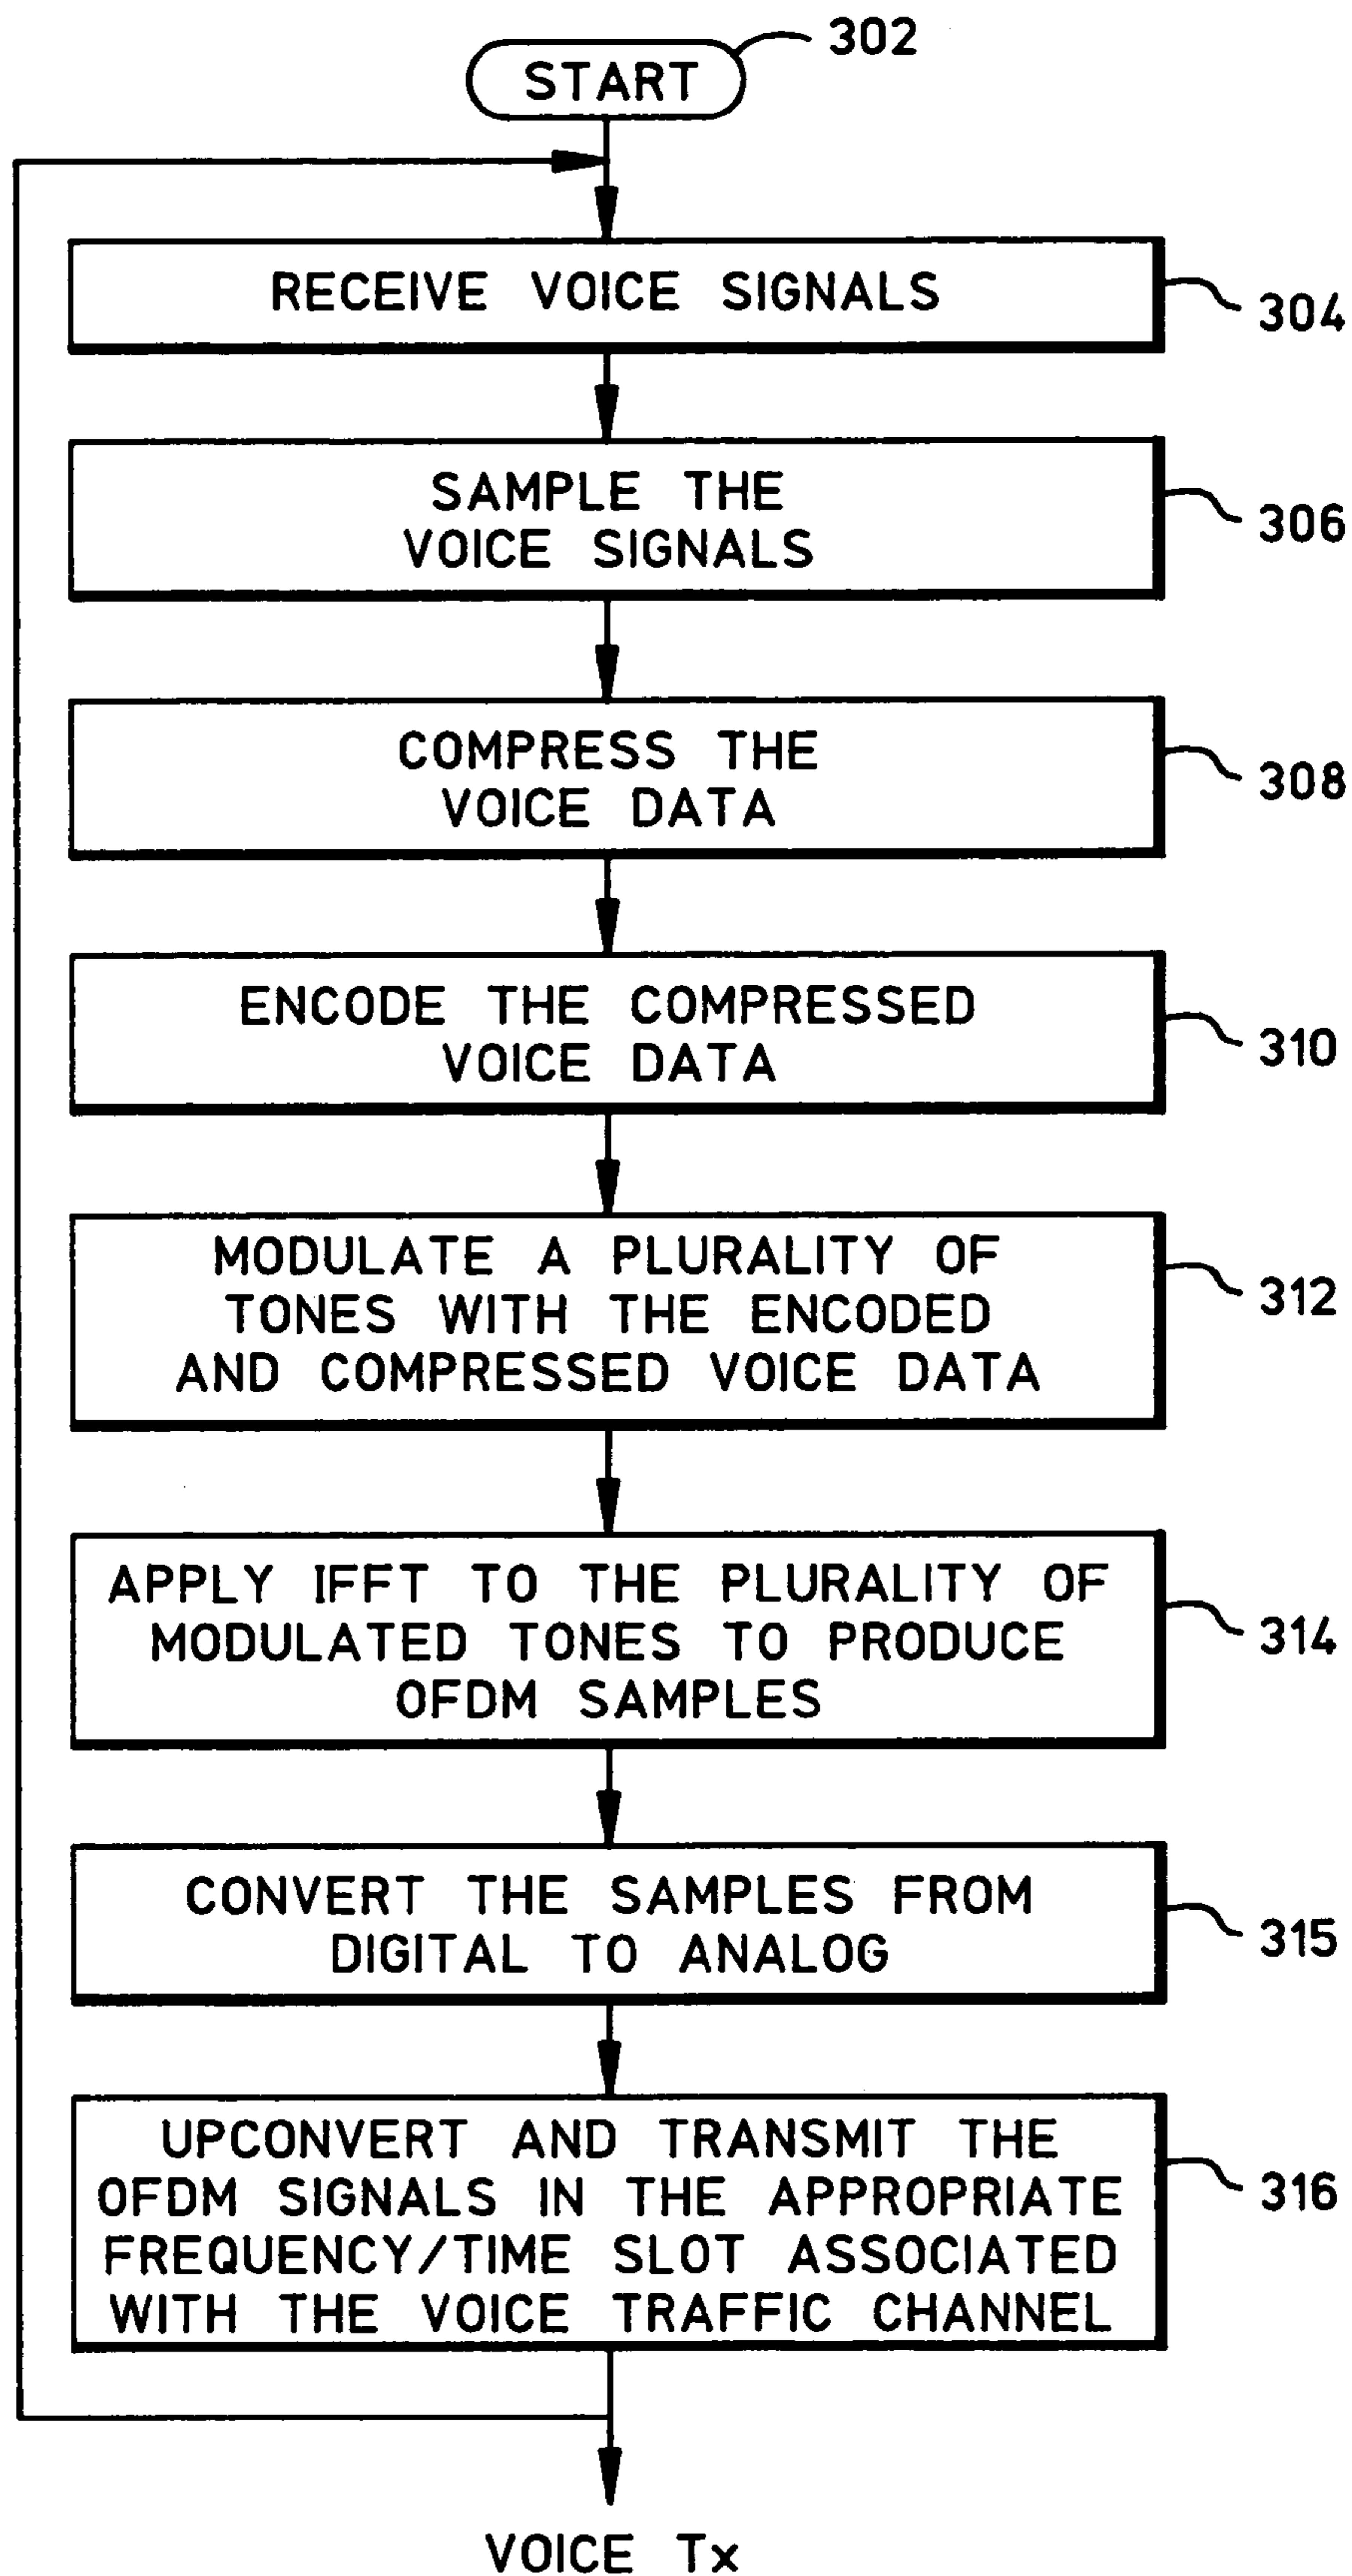 302
START
RECEIVE VOICE SIGNALS
304
SAMPLE THE
VOICE SIGNALS
306
COMPRESS THE
VOICE DATA
308
ENCODE THE COMPRESSED
VOICE DATA
310
MODULATE A PLURALITY OF
TONES WITH THE ENCODED
AND COMPRESSED VOICE DATA
312
APPLY IFFT TO THE PLURALITY OF
MODULATED TONES TO PRODUCE
OFDM SAMPLES
314
CONVERT THE SAMPLES FROM
DIGITAL TO ANALOG
315
UPCONVERT AND TRANSMIT THE
OFDM SIGNALS IN THE APPROPRIATE
FREQUENCY/TIME SLOT ASSOCIATED
WITH THE VOICE TRAFFIC CHANNEL
316
VOICE Tx